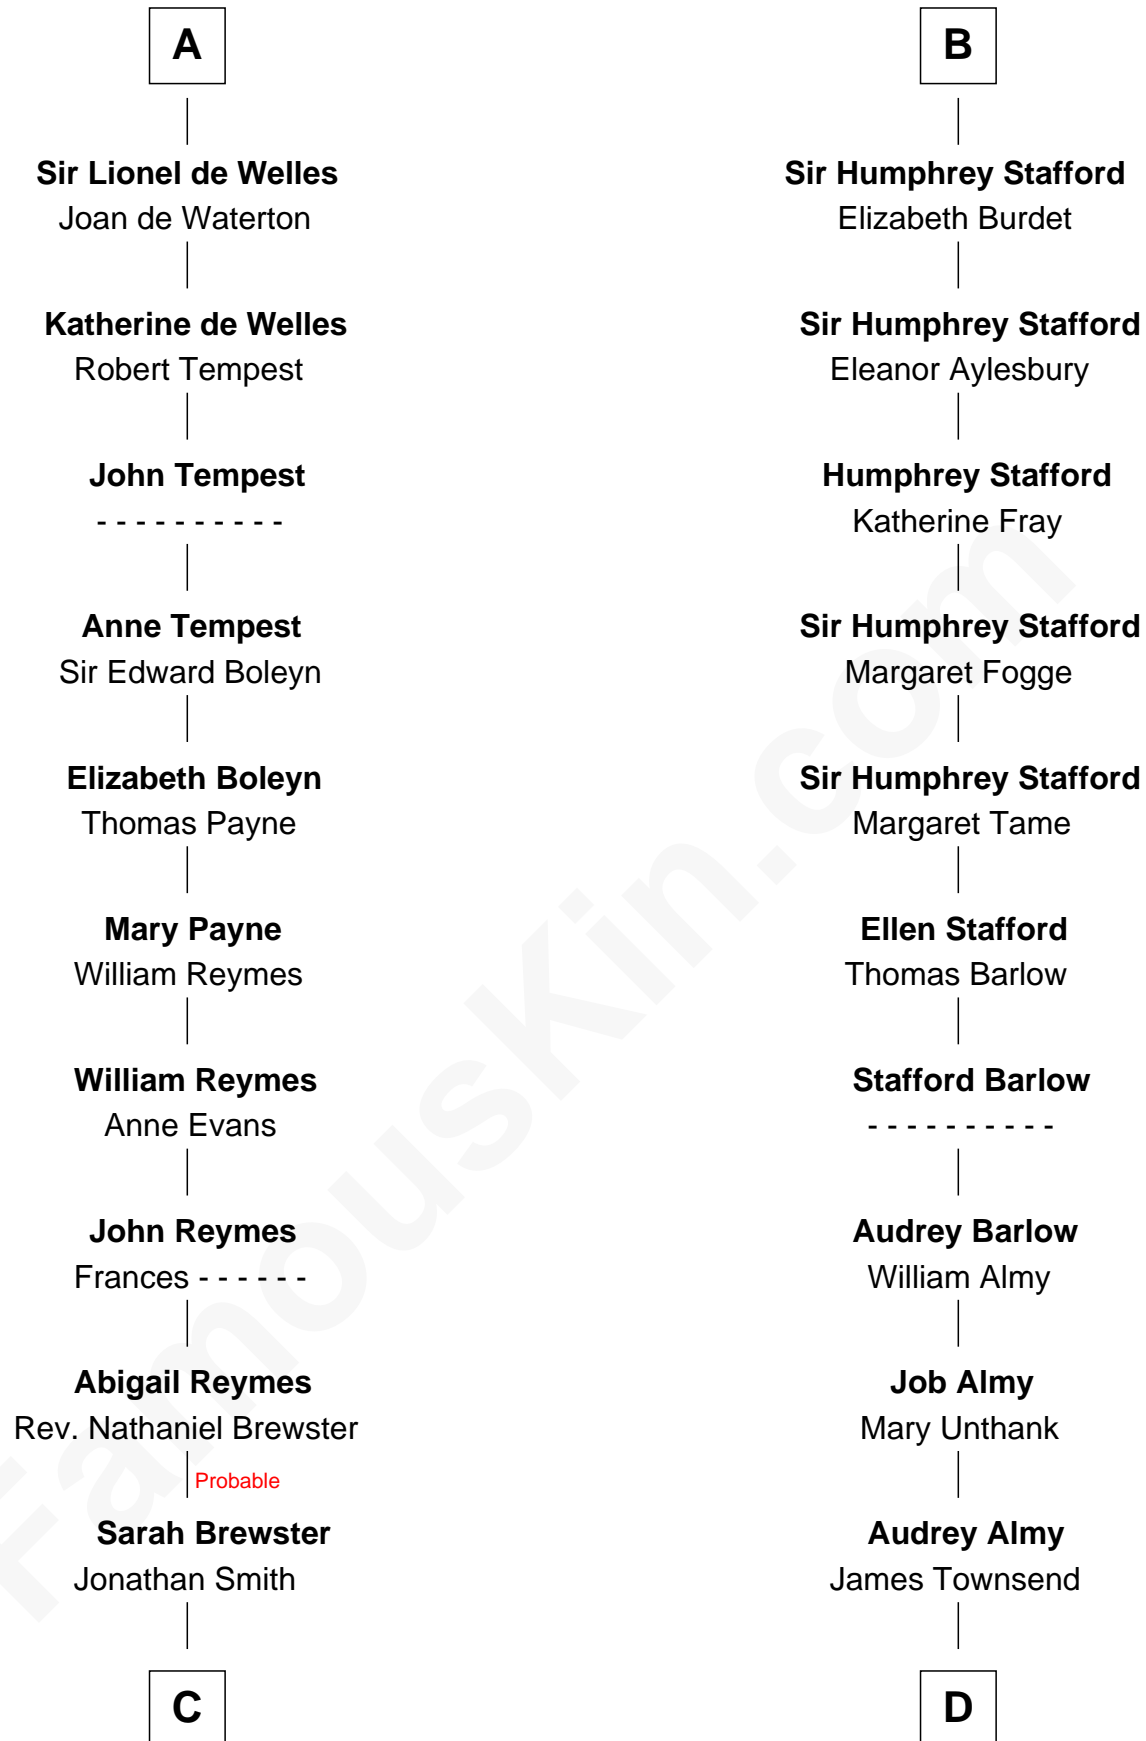 A
Sir Lionel de Welles
Joan de Waterton
Katherine de Welles
Robert Tempest
John Tempest
- - - - - - - - - -
Anne Tempest
Sir Edward Boleyn
Elizabeth Boleyn
Thomas Payne
Mary Payne
William Reymes
William Reymes
Anne Evans
John Reymes
Frances - - - - - -
Abigail Reymes
Rev. Nathaniel Brewster
Probable
Sarah Brewster
Jonathan Smith
C
B
Sir Humphrey Stafford
Elizabeth Burdet
Sir Humphrey Stafford
Eleanor Aylesbury
Humphrey Stafford
Katherine Fray
Sir Humphrey Stafford
Margaret Fogge
Sir Humphrey Stafford
Margaret Tame
Ellen Stafford
Thomas Barlow
Stafford Barlow
- - - - - - - - - -
Audrey Barlow
William Almy
Job Almy
Mary Unthank
Audrey Almy
James Townsend
D
FamousKin.com